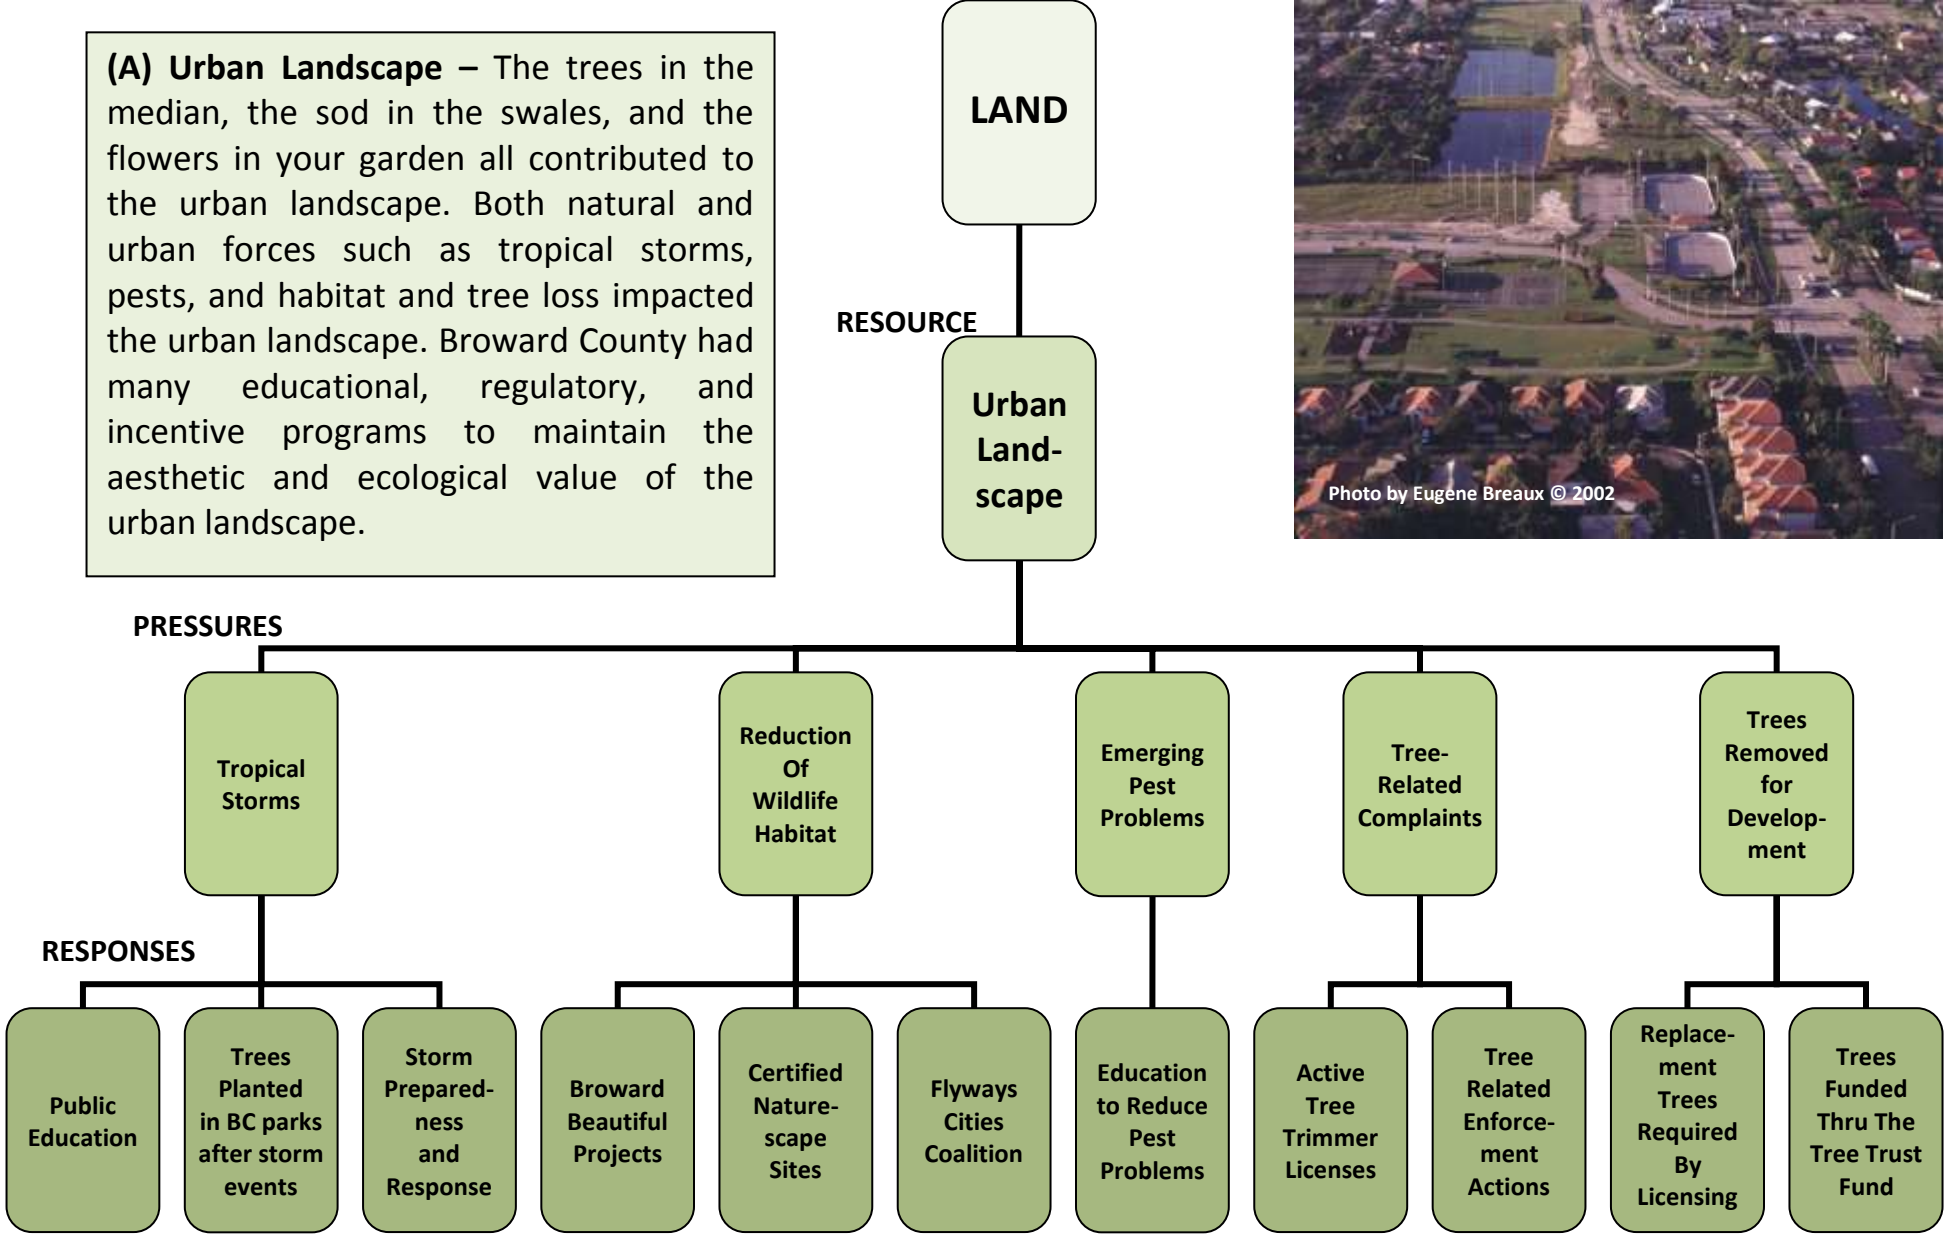 (A) Urban Landscape – The trees in the
median, the sod in the swales, and the
flowers in your garden all contributed to
the urban landscape. Both natural and
urban forces such as tropical storms,
pests, and habitat and tree loss impacted
the urban landscape. Broward County had
many educational, regulatory, and
incentive programs to maintain the
aesthetic and ecological value of the
urban landscape.
LAND
Photo by Eugene Breaux © 2002
RESOURCE
Urban
Land-
scape
PRESSURES
Tropical
Storms
Reduction
Of
Wildlife
Habitat
Emerging
Pest
Problems
Tree-
Related
Complaints
Trees
Removed
for
Develop-
ment
RESPONSES
Public
Education
Trees
Planted
in BC parks
after storm
events
Storm
Prepared-
ness
and
Response
Broward
Beautiful
Projects
Certified
Nature-
scape
Sites
Flyways
Cities
Coalition
Education
to Reduce
Pest
Problems
Active
Tree
Trimmer
Licenses
Tree
Related
Enforce-
ment
Actions
Replace-
ment
Trees
Required
By
Licensing
Trees
Funded
Thru The
Tree Trust
Fund